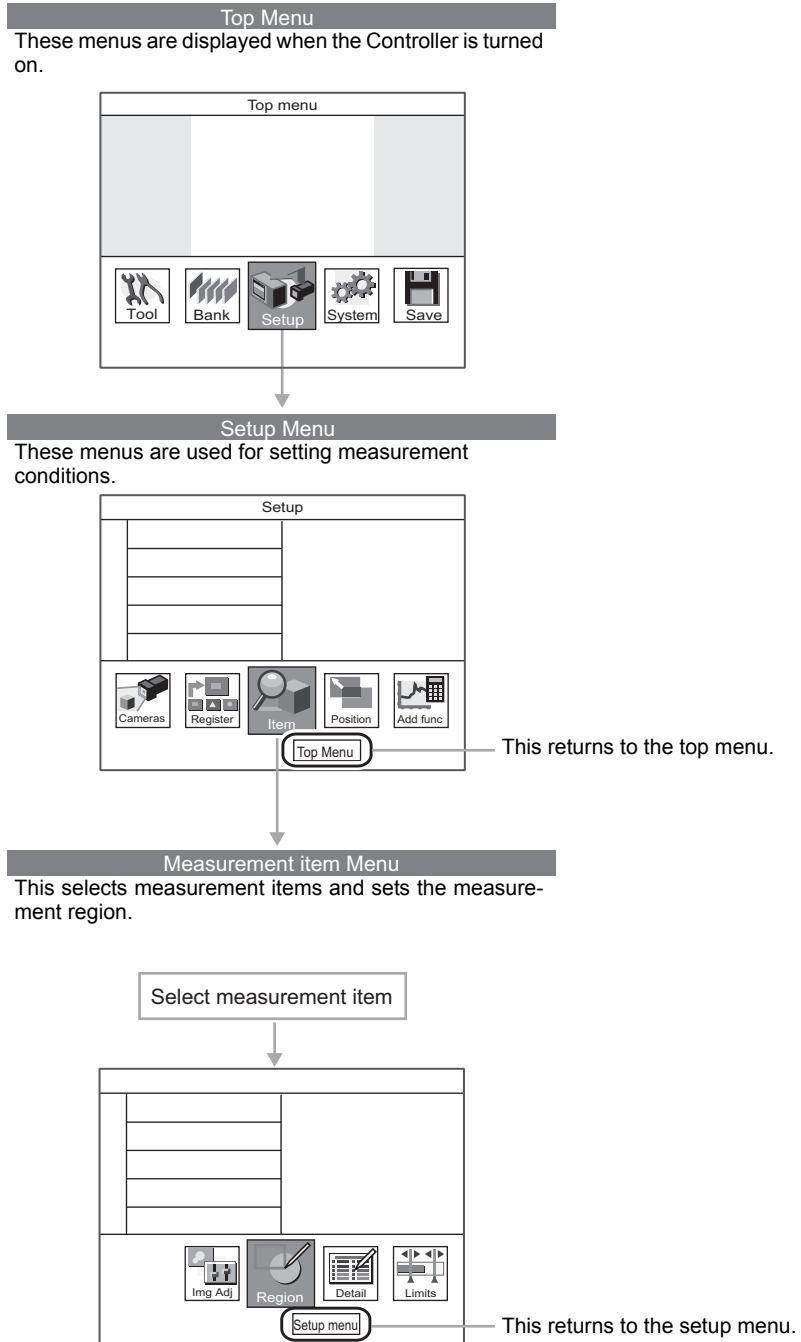 Top Menu
These menus are displayed when the Controller is turned
on.
Top menu
Tool
Bank
Setup
System
Save
Setup Menu
These menus are used for setting measurement
conditions.
Setup
Cameras
Register
Item
Position
Add func
Top Menu
This returns to the top menu.
Measurement item Menu
This selects measurement items and sets the measure-
ment region.
Select measurement item
Img Adj
Region
Detail
Limits
Setup menu
This returns to the setup menu.